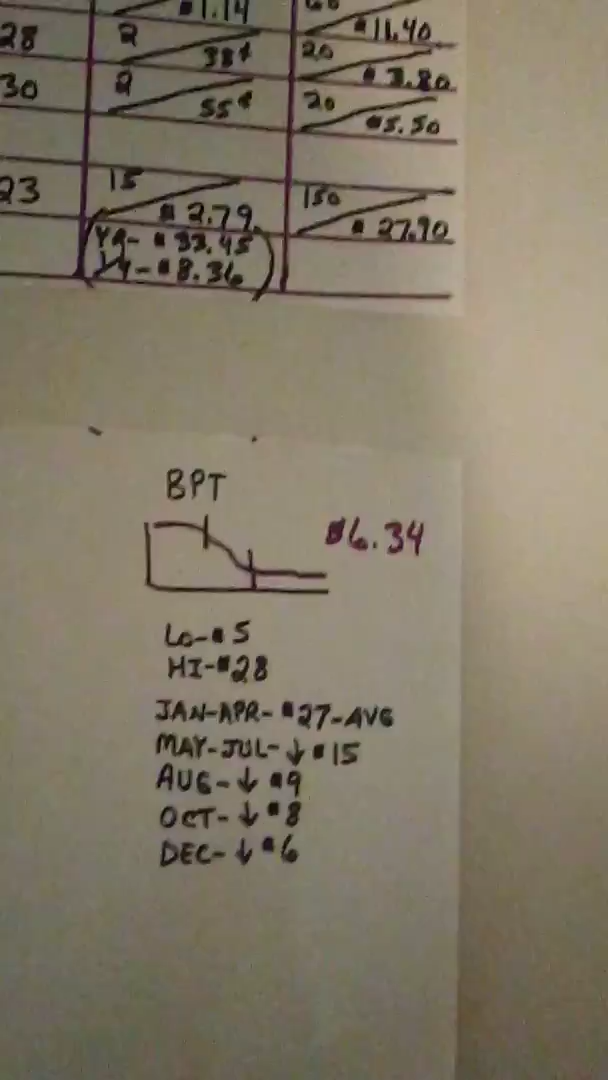 $1.14 60 $11.40
28 2 38¢ 20 $3.80
30 2 55¢ 20 $5.50
23 15 $2.79 150 $27.90
$33.45
$8.36
BPT
$6.34
LO-$5
HI-$28
JAN-APR-$27-AVG
MAY-JUL-↓$15
AUG-↓$9
OCT-↓$8
DEC-↓$6